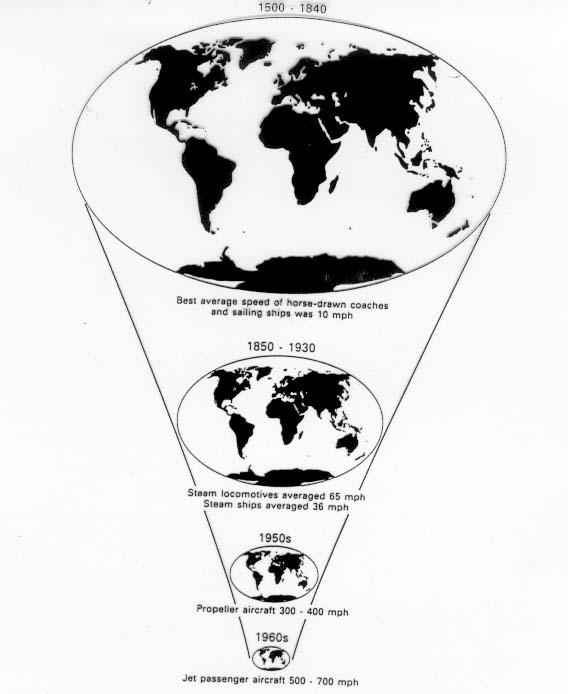 1500 - 1840
Best average speed of horse-drawn coaches
and sailing ships was 10 mph
1850 - 1930
Steam locomotives averaged 65 mph
Steam ships averaged 36 mph
1950s
Propeller aircraft 300 - 400 mph
1960s
Jet passenger aircraft 500 - 700 mph